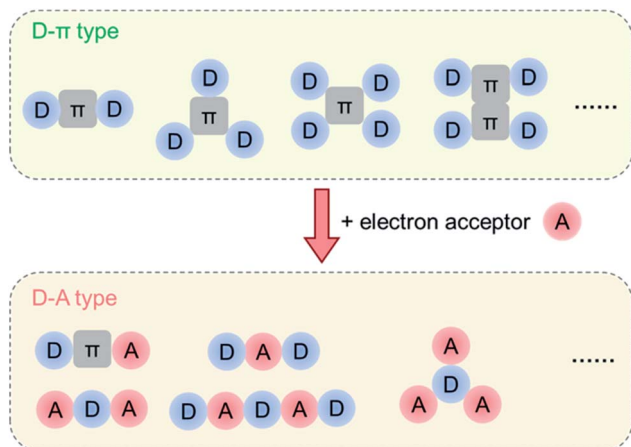 D-π type
D π D
D
π
D D
D D
π
D D
D π D
D π D
......
+ electron acceptor A
D-A type
D π A
D A D
A
D
A A
A D A
D A D A D
......